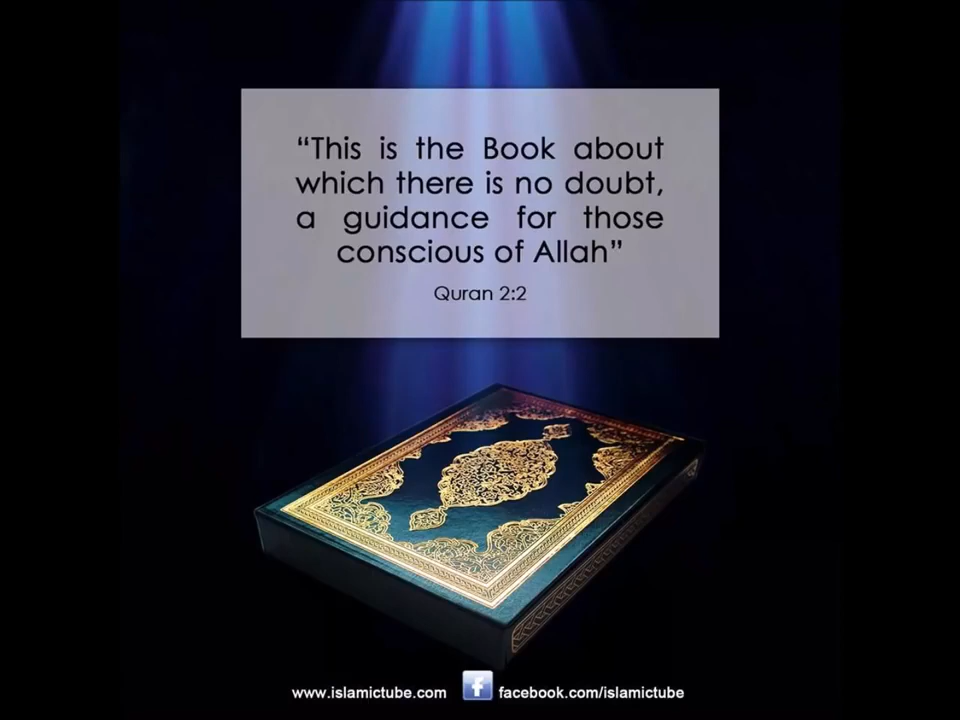 “This is the Book about
which there is no doubt,
a guidance for those
conscious of Allah”
Quran 2:2
www.islamictube.com
f facebook.com/islamictube